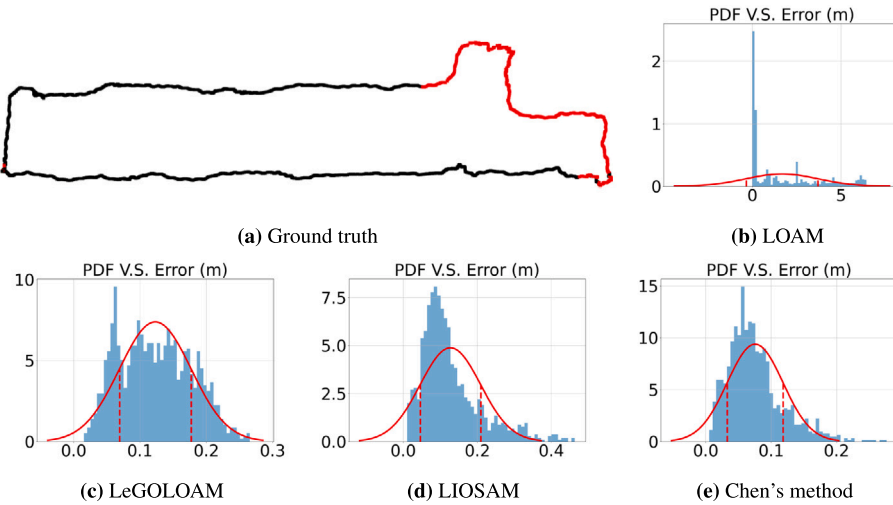 PDF V.S. Error (m)
2
1
0
0 5
(a) Ground truth
(b) LOAM
PDF V.S. Error (m)
10
5
0
0.0 0.1 0.2 0.3
(c) LeGOLOAM
PDF V.S. Error (m)
7.5
5.0
2.5
0.0
0.0 0.2 0.4
(d) LIOSAM
PDF V.S. Error (m)
15
10
5
0
0.0 0.1 0.2
(e) Chen's method